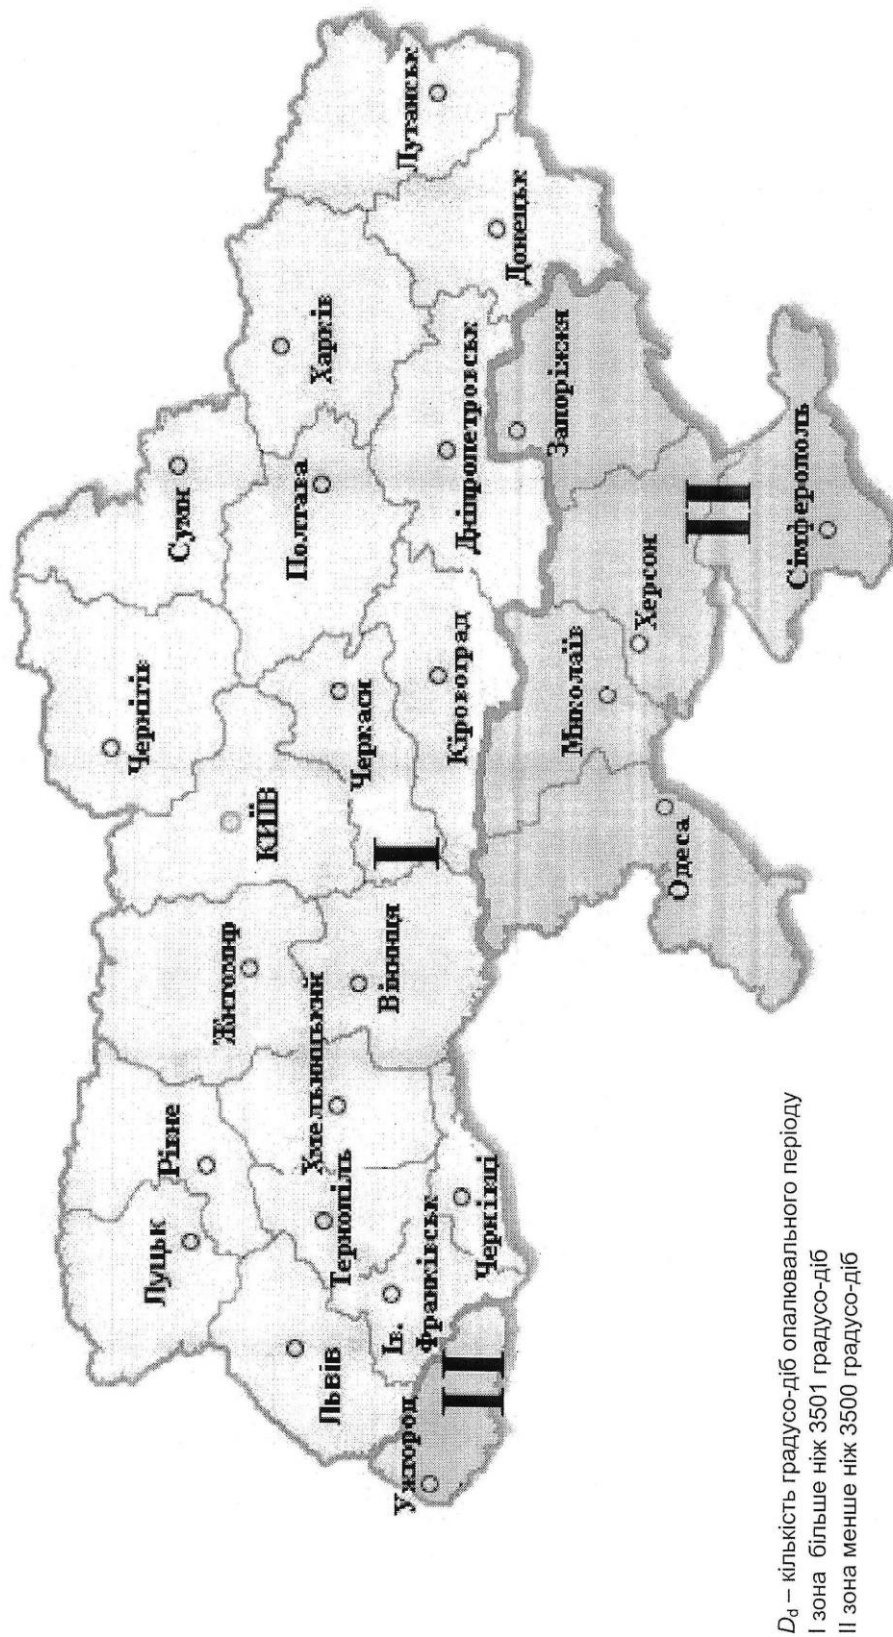 Луцьк
Рівне
Житомир
КИЇВ
Чернігів
Суми
Львів
Тернопіль
Хмельницький
Вінниця
Черкаси
Полтава
Харків
Ужгород
Ів.
Франківськ
Чернівці
I
Кіровоград
Дніпропетровськ
Луганськ
Донецьк
Запоріжжя
II
Миколаїв
Херсон
Одеса
II
Сімферополь
Dd – кількість градусо-діб опалювального періоду
I зона більше ніж 3501 градусо-діб
II зона менше ніж 3500 градусо-діб